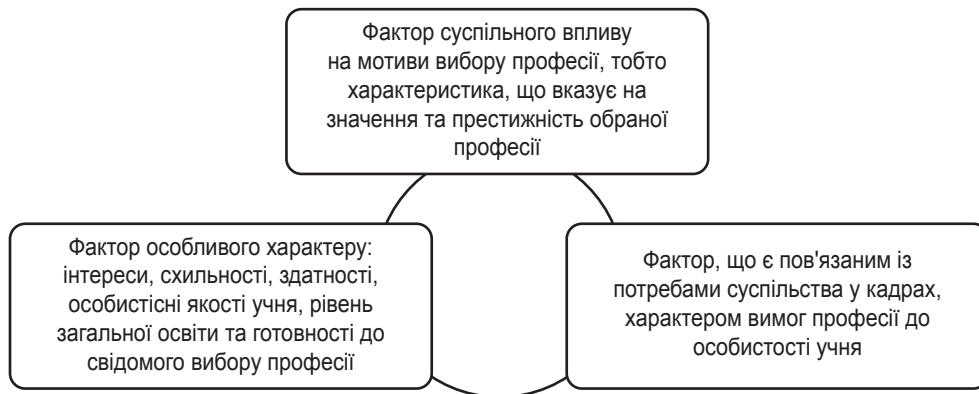 Фактор суспільного впливу
на мотиви вибору професії, тобто
характеристика, що вказує на
значення та престижність обраної
професії
Фактор особливого характеру:
інтереси, схильності, здатності,
особистісні якості учня, рівень
загальної освіти та готовності до
свідомого вибору професії
Фактор, що є пов'язаним із
потребами суспільства у кадрах,
характером вимог професії до
особистості учня